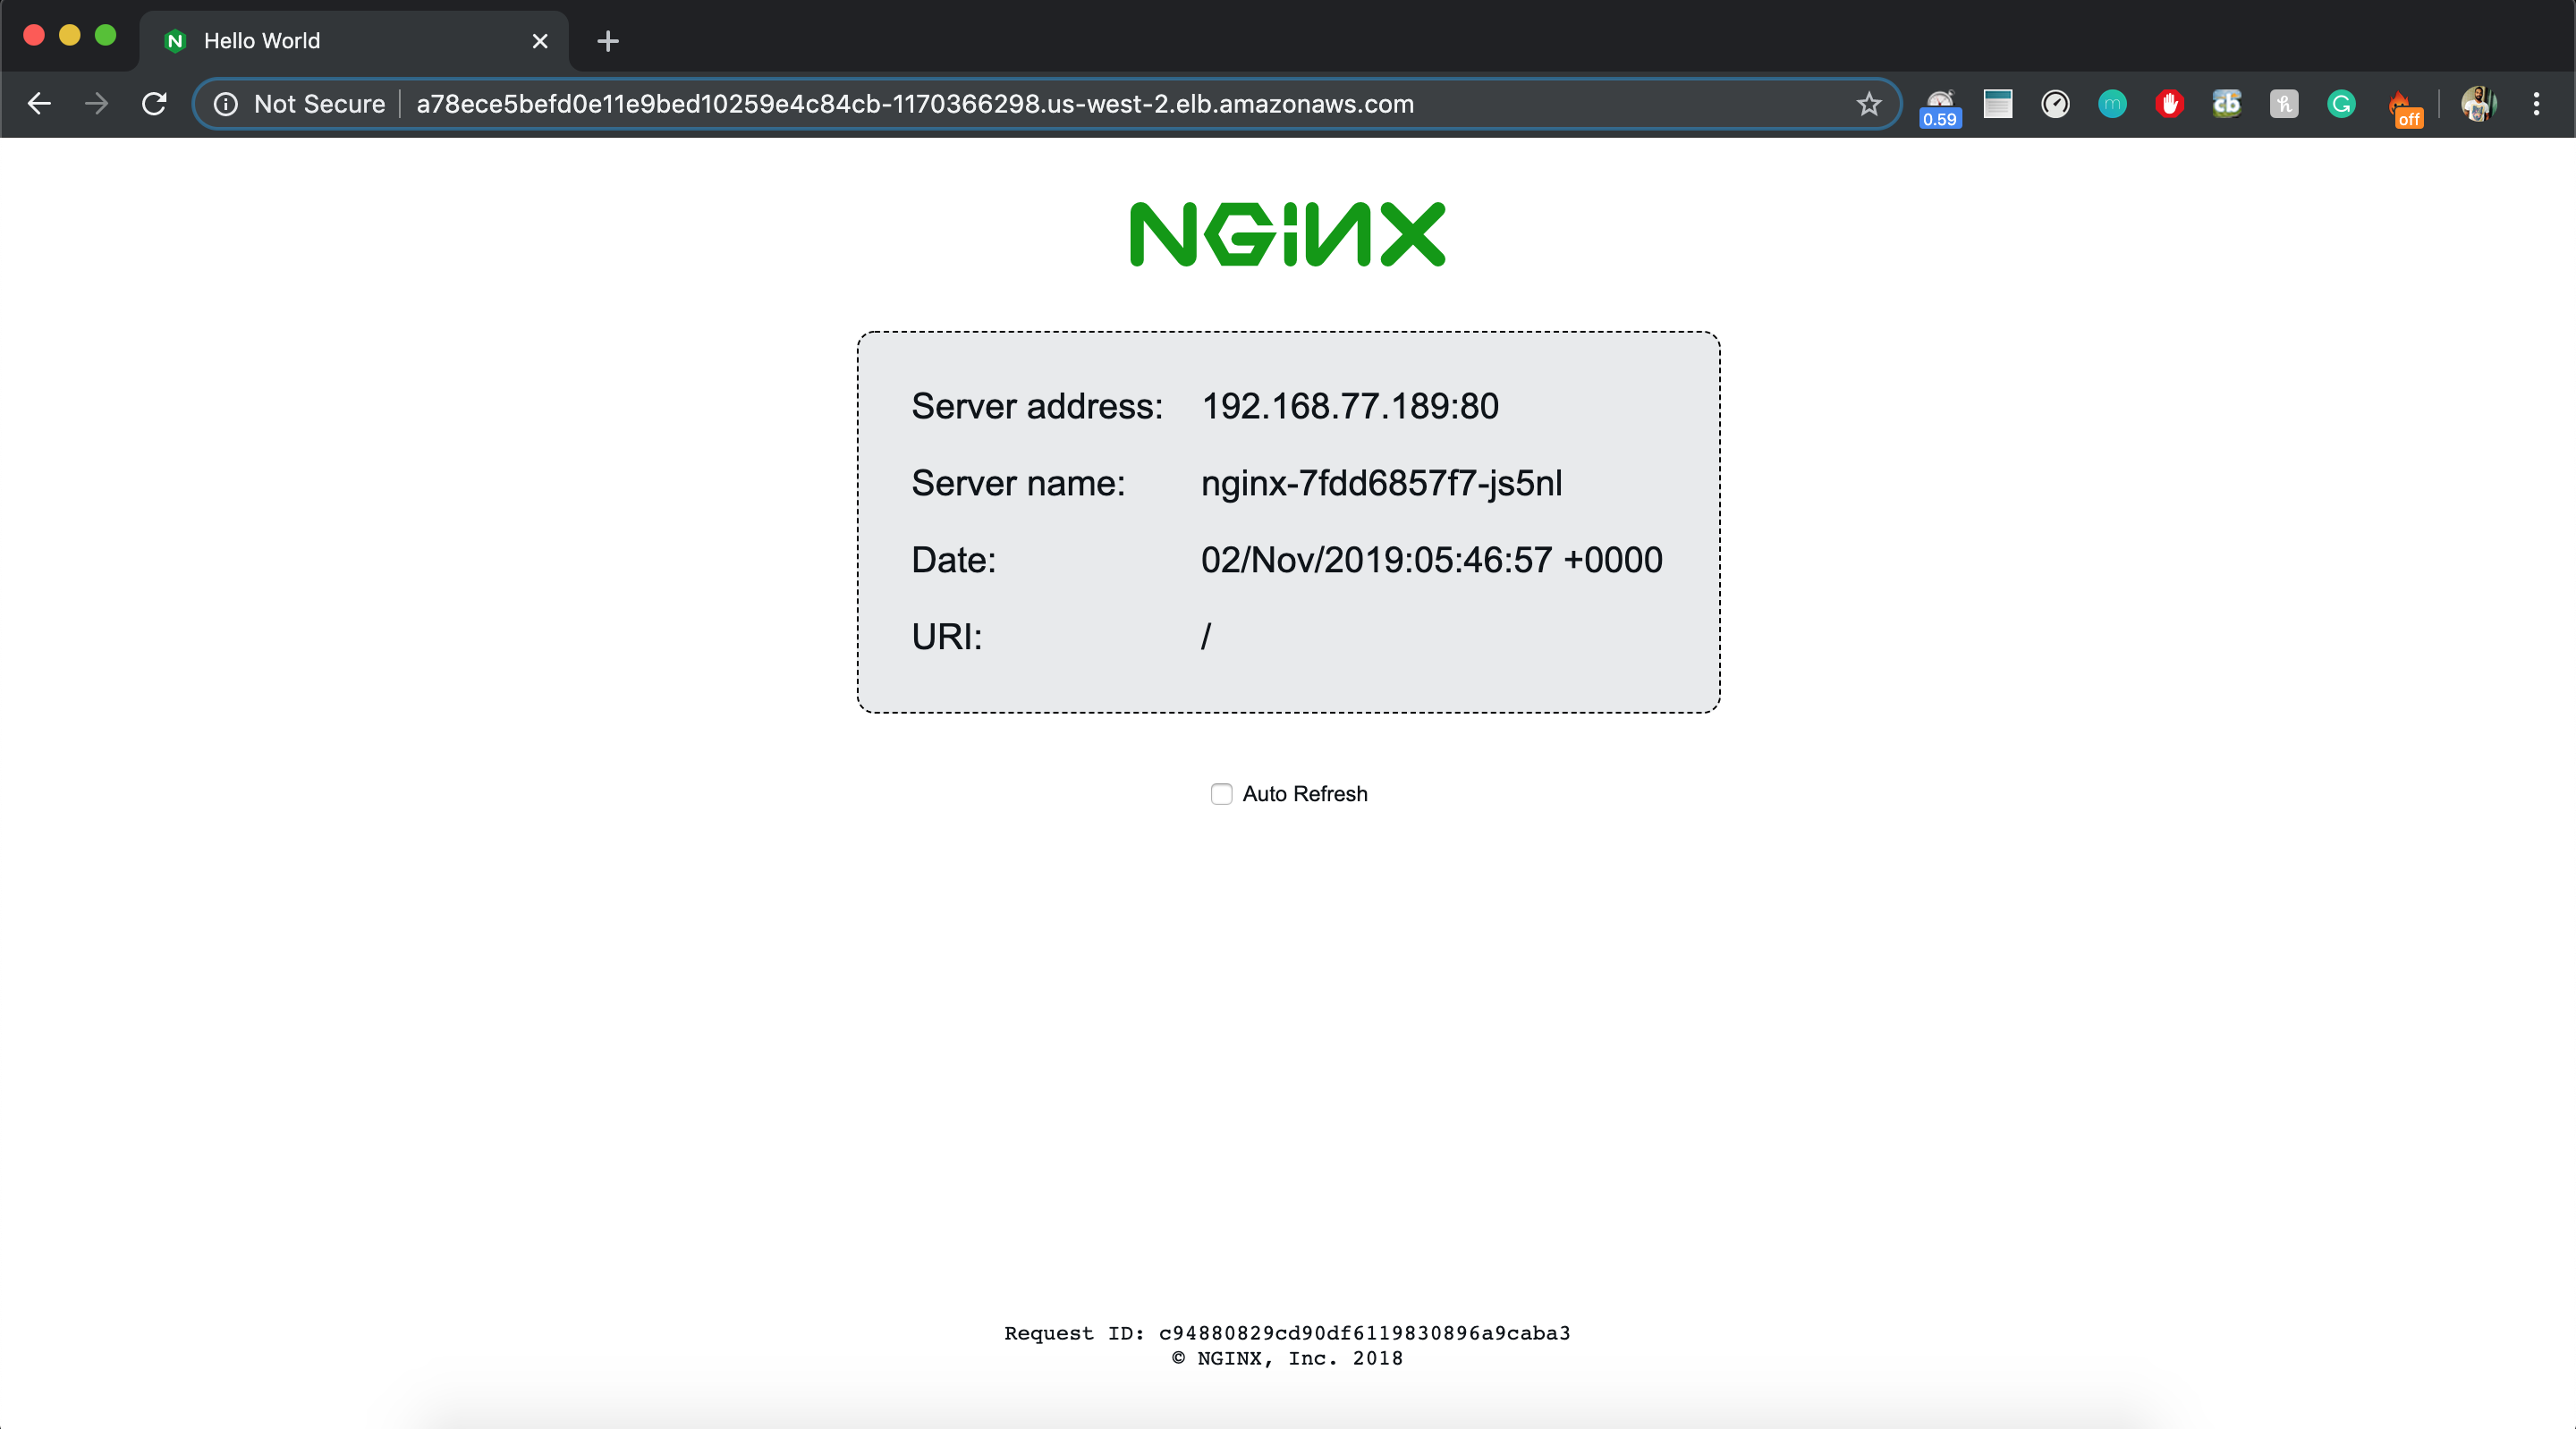 Hello World
Not Secure a78ece5befd0e11e9bed10259e4c84cb-1170366298.us-west-2.elb.amazonaws.com
0.59
m
cb
h
G
off
NGINX
Server address: 192.168.77.189:80
Server name: nginx-7fdd6857f7-js5nl
Date: 02/Nov/2019:05:46:57 +0000
URI: /
Auto Refresh
Request ID: c94880829cd90df6119830896a9caba3
© NGINX, Inc. 2018